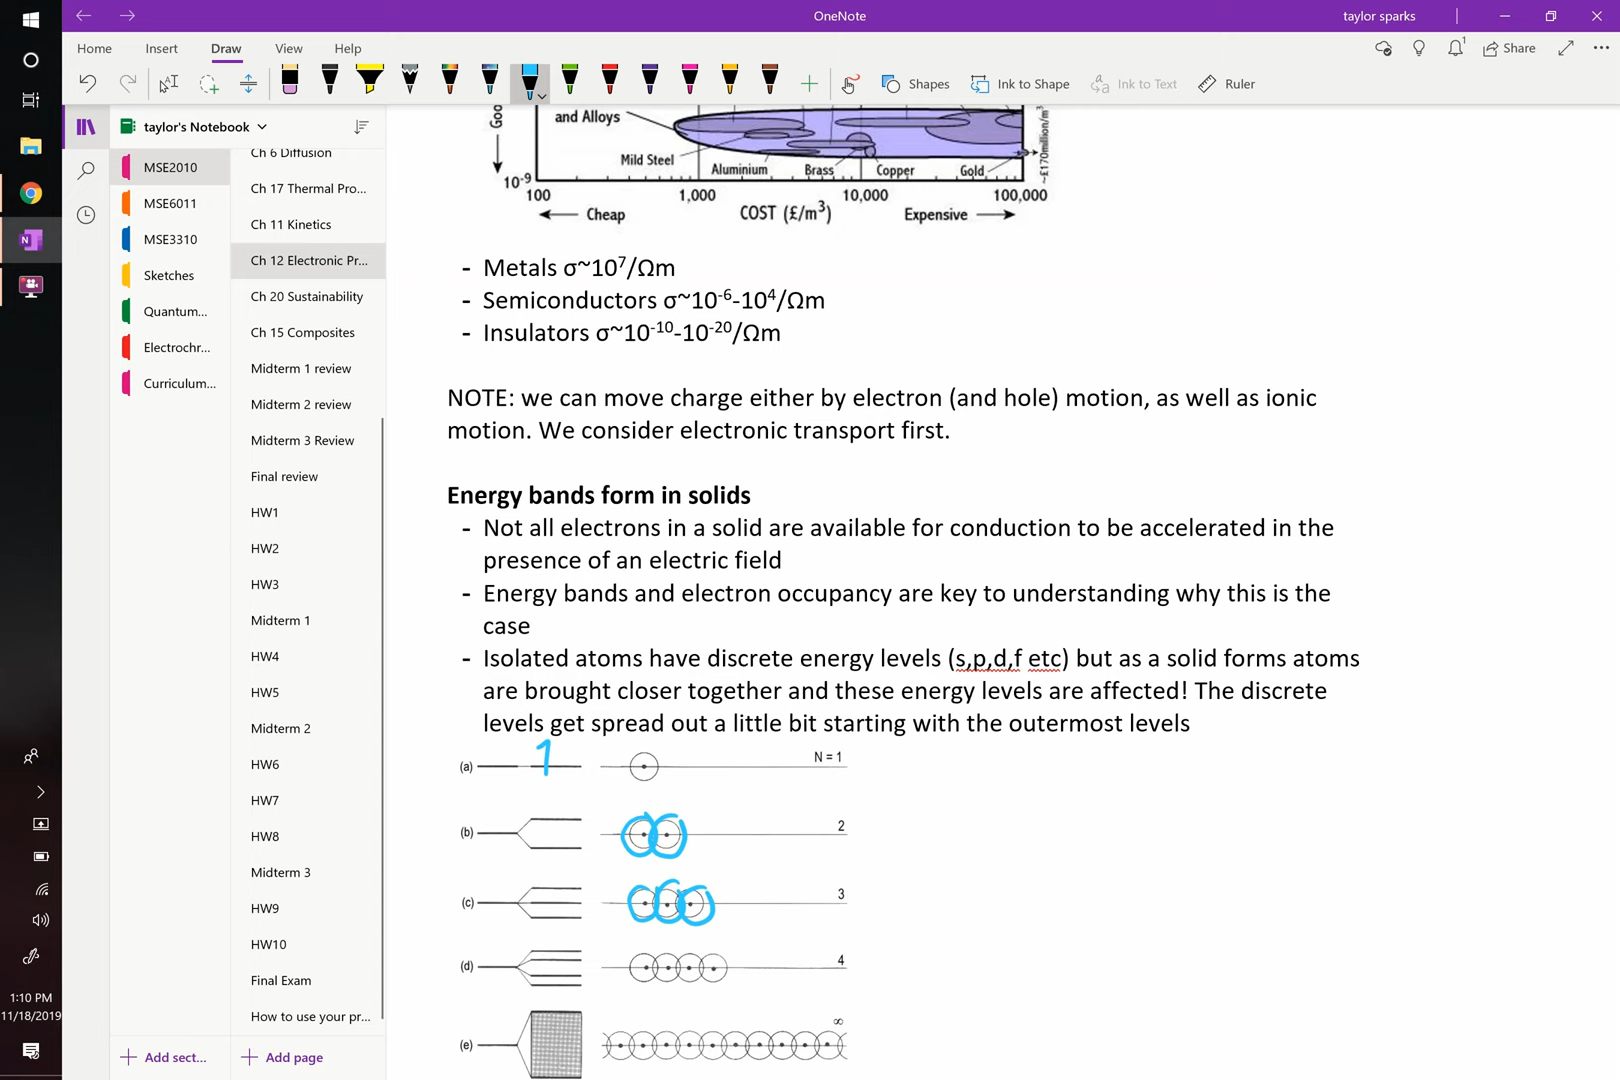 OneNote
taylor sparks
Home Insert Draw View Help
Share
Shapes
Ink to Shape
Ink to Text
Ruler
taylor's Notebook
MSE2010
MSE6011
MSE3310
Sketches
Quantum...
Electrochr...
Curriculum...
Add sect...
Ch 6 Diffusion
Ch 17 Thermal Pro...
Ch 11 Kinetics
Ch 12 Electronic Pr...
Ch 20 Sustainability
Ch 15 Composites
Midterm 1 review
Midterm 2 review
Midterm 3 Review
Final review
HW1
HW2
HW3
Midterm 1
HW4
HW5
Midterm 2
HW6
HW7
HW8
Midterm 3
HW9
HW10
Final Exam
How to use your pr...
Add page
Goo
and Alloys
Mild Steel
Aluminium
Brass
Copper
Gold
~£170million/m³
10⁻⁹
100 1,000 10,000 100,000
Cheap COST (£/m³) Expensive
- Metals σ~10⁷/Ωm
- Semiconductors σ~10⁻⁶-10⁴/Ωm
- Insulators σ~10⁻¹⁰-10⁻²⁰/Ωm
NOTE: we can move charge either by electron (and hole) motion, as well as ionic
motion. We consider electronic transport first.
Energy bands form in solids
- Not all electrons in a solid are available for conduction to be accelerated in the
presence of an electric field
- Energy bands and electron occupancy are key to understanding why this is the
case
- Isolated atoms have discrete energy levels (s,p,d,f etc) but as a solid forms atoms
are brought closer together and these energy levels are affected! The discrete
levels get spread out a little bit starting with the outermost levels
(a) 1 N = 1
(b) 2
(c) 3
(d) 4
(e) ∞
1:10 PM
11/18/2019